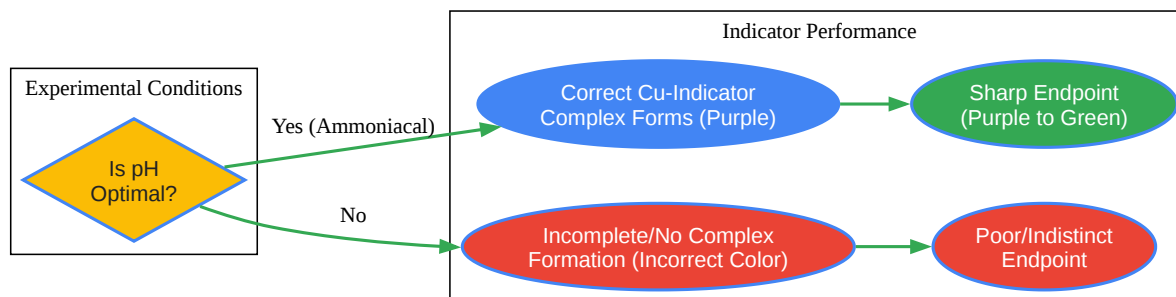 Indicator Performance
Experimental Conditions
Is pH
Optimal?
Yes (Ammoniacal)
Correct Cu-Indicator
Complex Forms (Purple)
Sharp Endpoint
(Purple to Green)
No
Incomplete/No Complex
Formation (Incorrect Color)
Poor/Indistinct
Endpoint